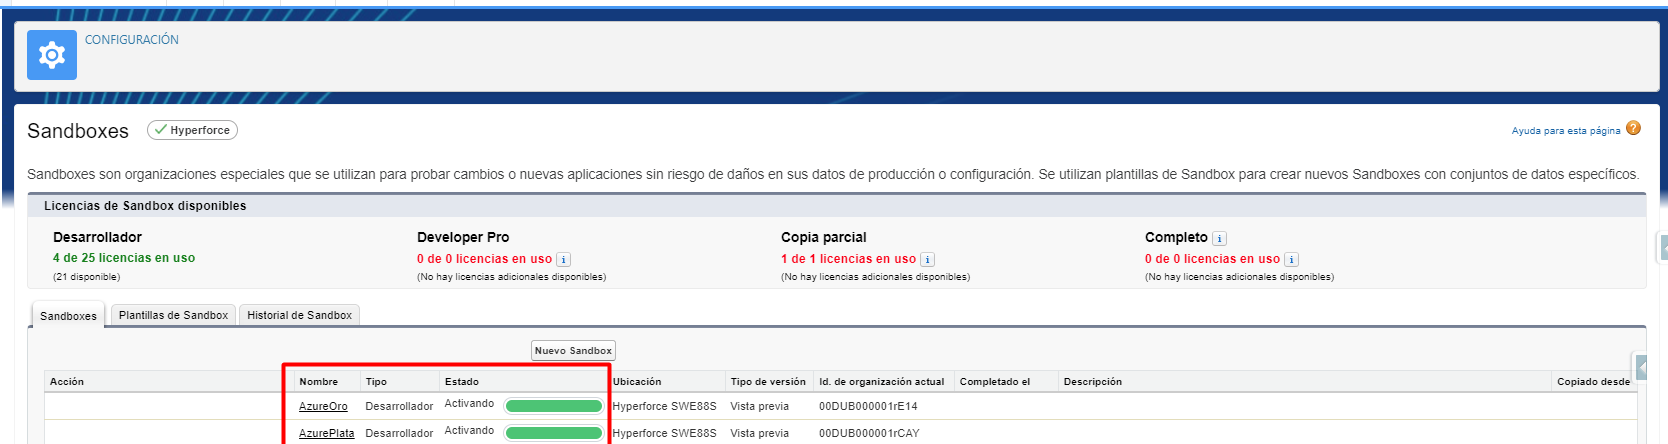 CONFIGURACIÓN
Sandboxes
Hyperforce
Ayuda para esta página ?
Sandboxes son organizaciones especiales que se utilizan para probar cambios o nuevas aplicaciones sin riesgo de daños en sus datos de producción o configuración. Se utilizan plantillas de Sandbox para crear nuevos Sandboxes con conjuntos de datos específicos.
Licencias de Sandbox disponibles
Desarrollador Developer Pro Copia parcial Completo i
4 de 25 licencias en uso 0 de 0 licencias en uso i 1 de 1 licencias en uso i 0 de 0 licencias en uso i
(21 disponible) (No hay licencias adicionales disponibles) (No hay licencias adicionales disponibles) (No hay licencias adicionales disponibles)
Sandboxes Plantillas de Sandbox Historial de Sandbox
Nuevo Sandbox
Acción Nombre Tipo Estado Ubicación Tipo de versión Id. de organización actual Completado el Descripción Copiado desde
AzureOro Desarrollador Activando Hyperforce SWE88S Vista previa 00DUB000001rE14
AzurePlata Desarrollador Activando Hyperforce SWE88S Vista previa 00DUB000001rCAY